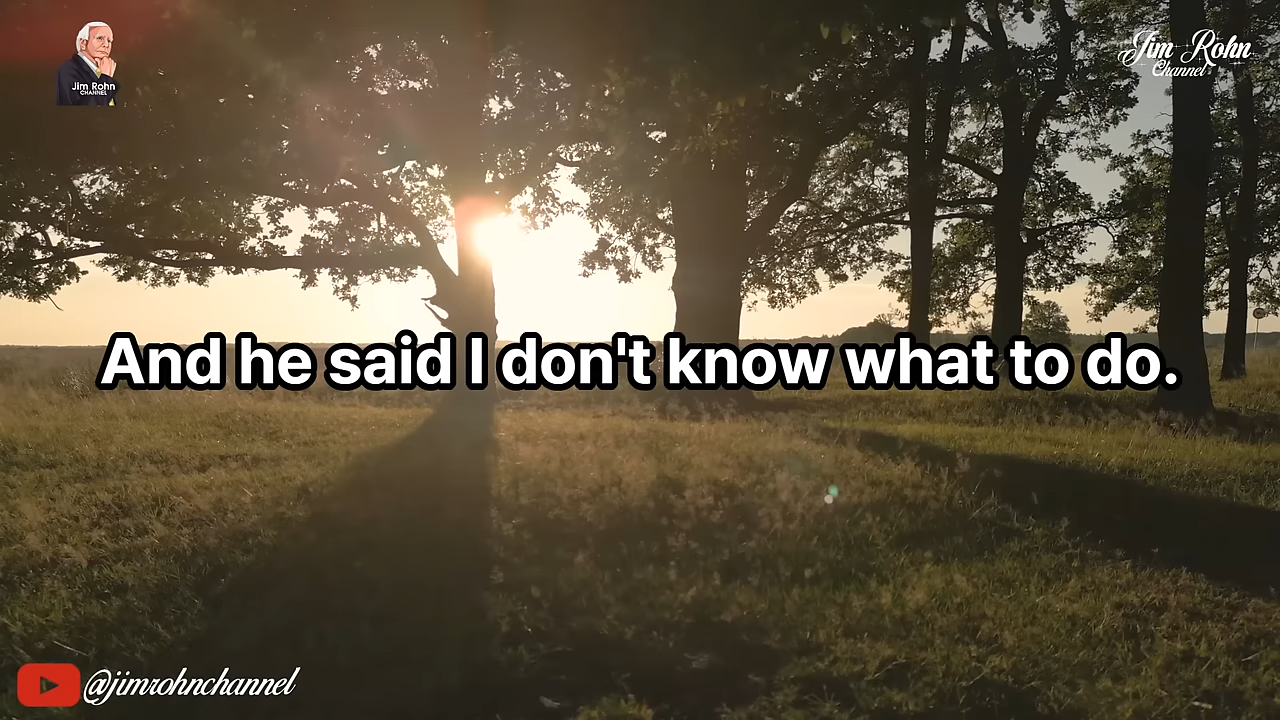 Jim Rohn
CHANNEL
Jim Rohn
Channel
And he said I don't know what to do.
@jimrohnchannel